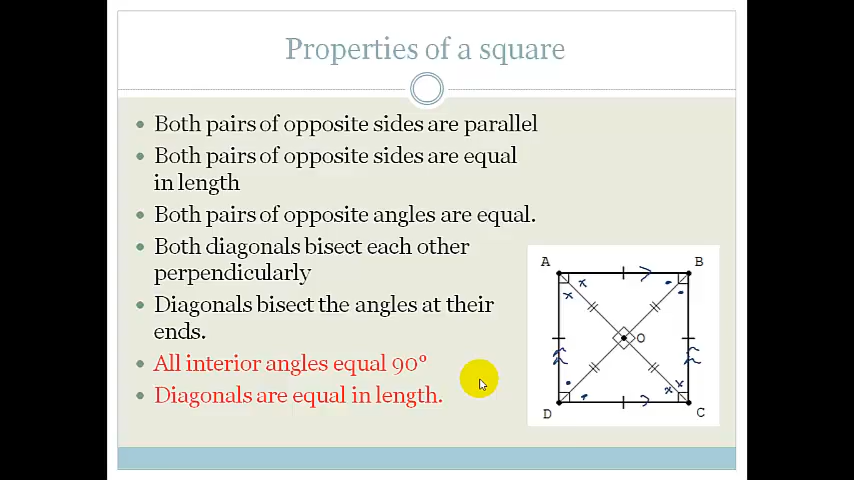 Properties of a square
Both pairs of opposite sides are parallel
Both pairs of opposite sides are equal
in length
Both pairs of opposite angles are equal.
Both diagonals bisect each other
perpendicularly
Diagonals bisect the angles at their
ends.
All interior angles equal 90°
Diagonals are equal in length.
A B
x x
O
x x
D C